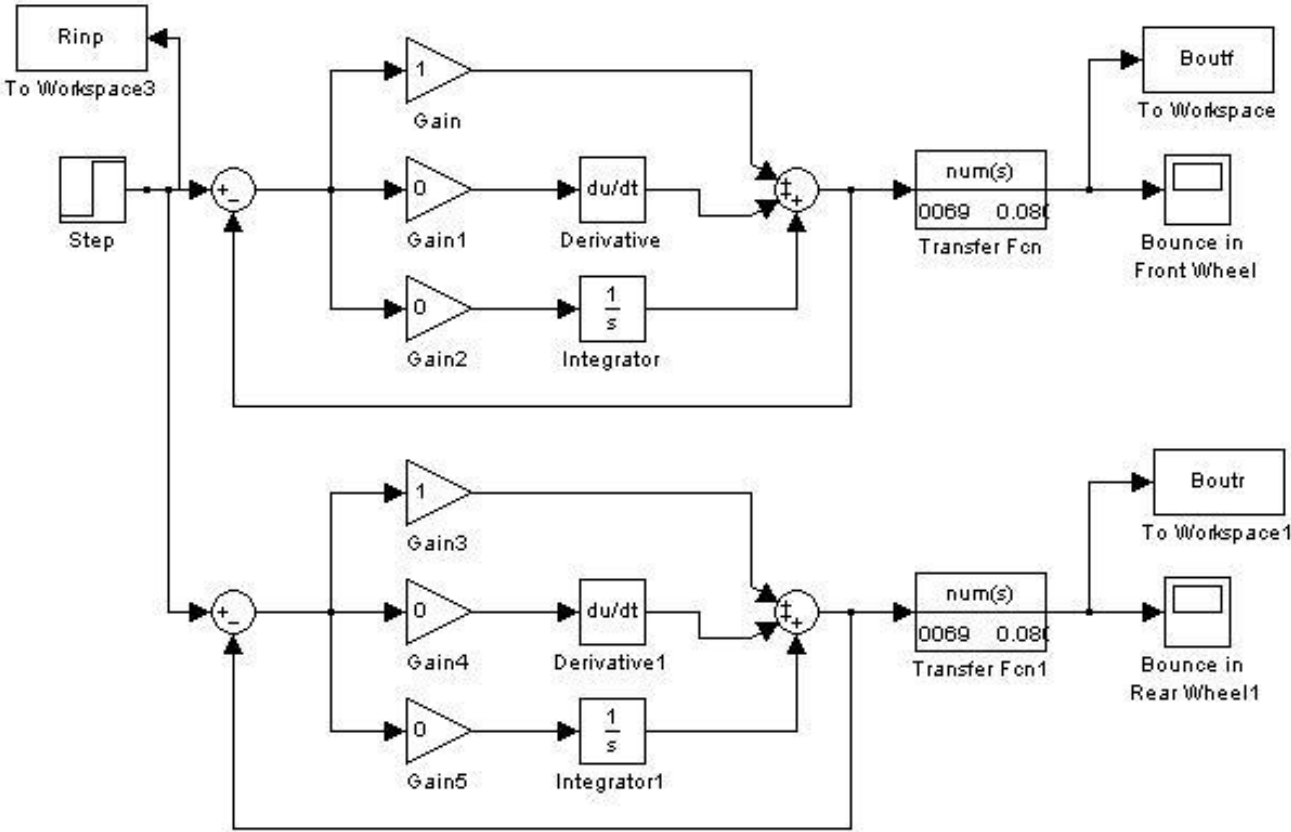 Rinp
To Workspace3
Step
+
−
1
Gain
0
Gain1
du/dt
Derivative
0
Gain2
1
s
Integrator
+
+
+
num(s)
0069 0.080
Transfer Fcn
Boutf
To Workspace
Bounce in
Front Wheel
+
−
1
Gain3
0
Gain4
du/dt
Derivative1
0
Gain5
1
s
Integrator1
+
+
+
num(s)
0069 0.080
Transfer Fcn1
Boutr
To Workspace1
Bounce in
Rear Wheel1